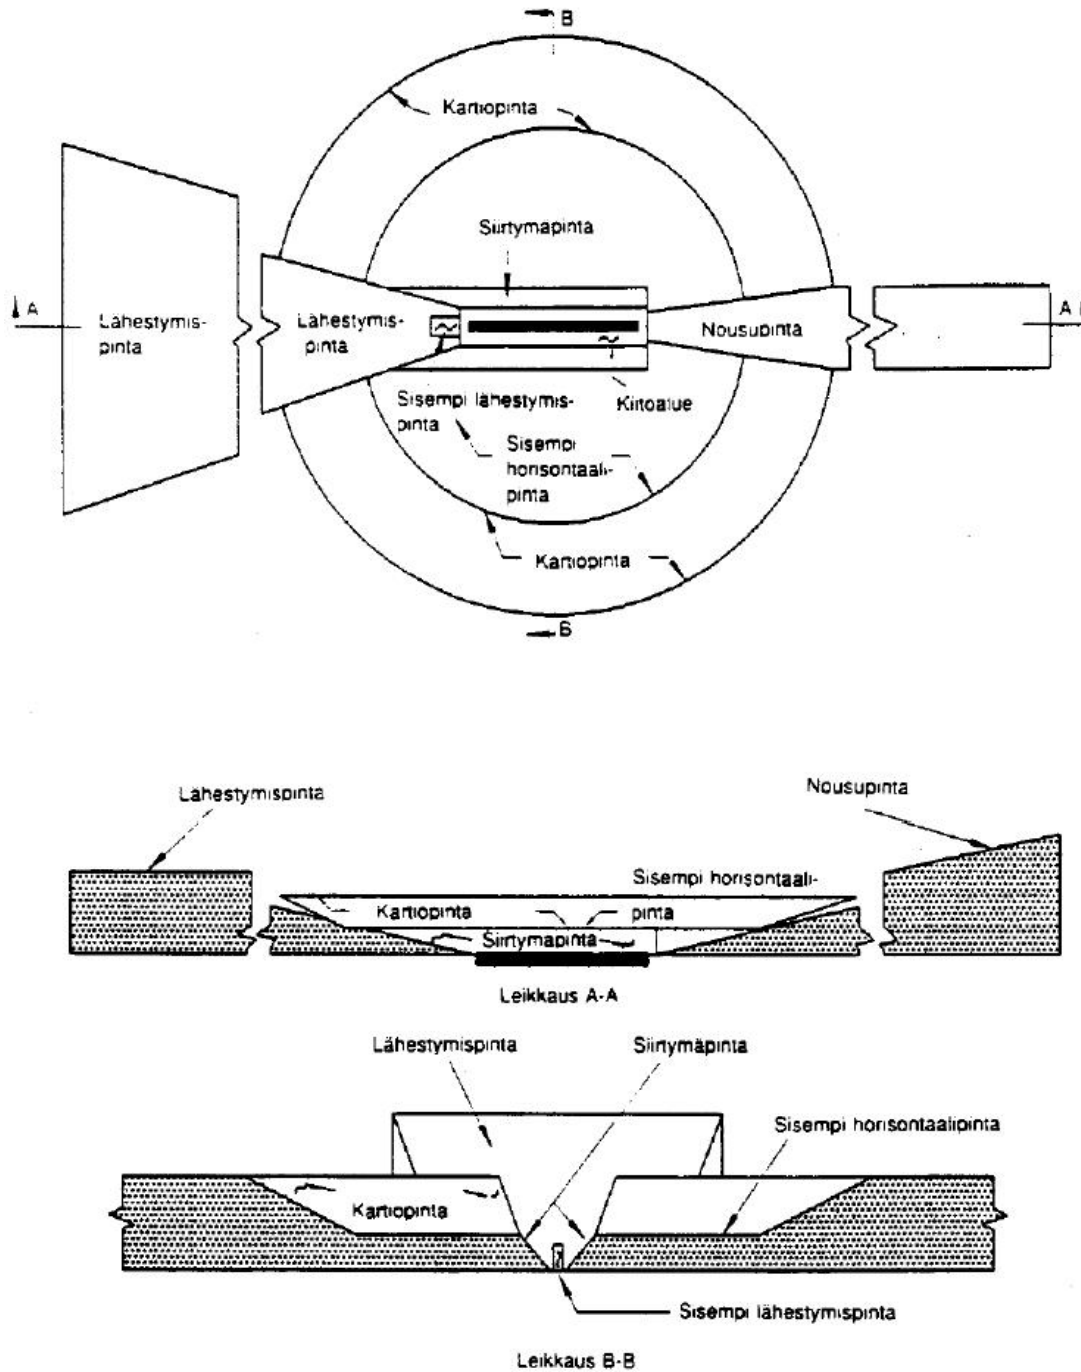 B
Kartiopinta
Siirtymäpinta
A
A
Lähestymis-
pinta
Lähestymis-
pinta
Nousupinta
Sisempi lähestymis-
pinta
Kiitoalue
Sisempi
horisontaali-
pinta
Kartiopinta
B
Nousupinta
Lähestymispinta
Sisempi horisontaali-
pinta
Kartiopinta
Siirtymäpinta
Leikkaus A-A
Lähestymispinta
Siirtymäpinta
Sisempi horisontaalipinta
Kartiopinta
Sisempi lähestymispinta
Leikkaus B-B